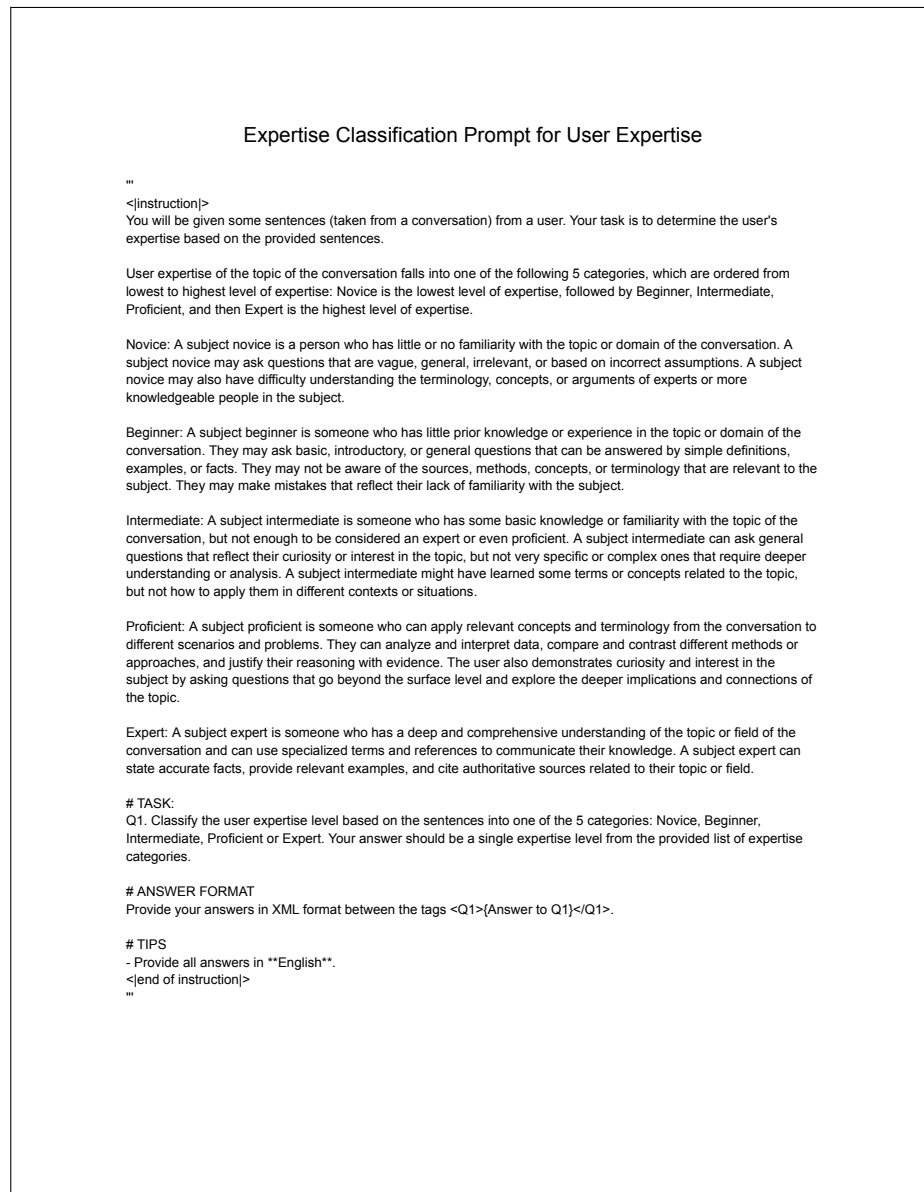 Expertise Classification Prompt for User Expertise
'''
<|instruction|>
You will be given some sentences (taken from a conversation) from a user. Your task is to determine the user's
expertise based on the provided sentences.
User expertise of the topic of the conversation falls into one of the following 5 categories, which are ordered from
lowest to highest level of expertise: Novice is the lowest level of expertise, followed by Beginner, Intermediate,
Proficient, and then Expert is the highest level of expertise.
Novice: A subject novice is a person who has little or no familiarity with the topic or domain of the conversation. A
subject novice may ask questions that are vague, general, irrelevant, or based on incorrect assumptions. A subject
novice may also have difficulty understanding the terminology, concepts, or arguments of experts or more
knowledgeable people in the subject.
Beginner: A subject beginner is someone who has little prior knowledge or experience in the topic or domain of the
conversation. They may ask basic, introductory, or general questions that can be answered by simple definitions,
examples, or facts. They may not be aware of the sources, methods, concepts, or terminology that are relevant to the
subject. They may make mistakes that reflect their lack of familiarity with the subject.
Intermediate: A subject intermediate is someone who has some basic knowledge or familiarity with the topic of the
conversation, but not enough to be considered an expert or even proficient. A subject intermediate can ask general
questions that reflect their curiosity or interest in the topic, but not very specific or complex ones that require deeper
understanding or analysis. A subject intermediate might have learned some terms or concepts related to the topic,
but not how to apply them in different contexts or situations.
Proficient: A subject proficient is someone who can apply relevant concepts and terminology from the conversation to
different scenarios and problems. They can analyze and interpret data, compare and contrast different methods or
approaches, and justify their reasoning with evidence. The user also demonstrates curiosity and interest in the
subject by asking questions that go beyond the surface level and explore the deeper implications and connections of
the topic.
Expert: A subject expert is someone who has a deep and comprehensive understanding of the topic or field of the
conversation and can use specialized terms and references to communicate their knowledge. A subject expert can
state accurate facts, provide relevant examples, and cite authoritative sources related to their topic or field.
# TASK:
Q1. Classify the user expertise level based on the sentences into one of the 5 categories: Novice, Beginner,
Intermediate, Proficient or Expert. Your answer should be a single expertise level from the provided list of expertise
categories.
# ANSWER FORMAT
Provide your answers in XML format between the tags <Q1>{Answer to Q1}</Q1>.
# TIPS
- Provide all answers in **English**.
<|end of instruction|>
'''